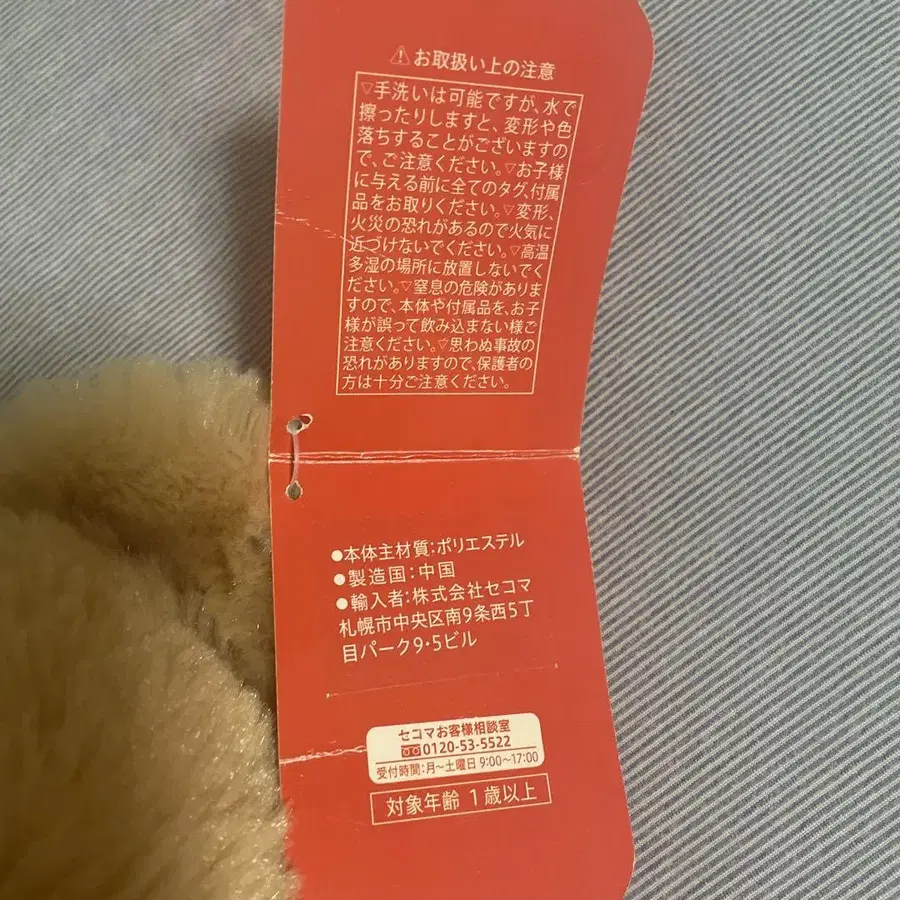 ⚠お取扱い上の注意
▽手洗いは可能ですが、水で
擦ったりしますと、変形や色
落ちすることがございますの
で、ご注意ください。▽お子様
に与える前に全てのタグ、付属
品をお取りください。▽変形、
火災の恐れがあるので火気に
近づけないでください。▽高温
多湿の場所に放置しないでく
ださい。▽窒息の危険がありま
すので、本体や付属品を、お子
様が誤って飲み込まない様ご
注意ください。▽思わぬ事故の
恐れがありますので、保護者の
方は十分ご注意ください。
●本体主材質:ポリエステル
●製造国:中国
●輸入者:株式会社セコマ
札幌市中央区南9条西5丁
目パーク9・5ビル
セコマお客様相談室
0120-53-5522
受付時間:月〜土曜日 9:00〜17:00
対象年齢 1歳以上